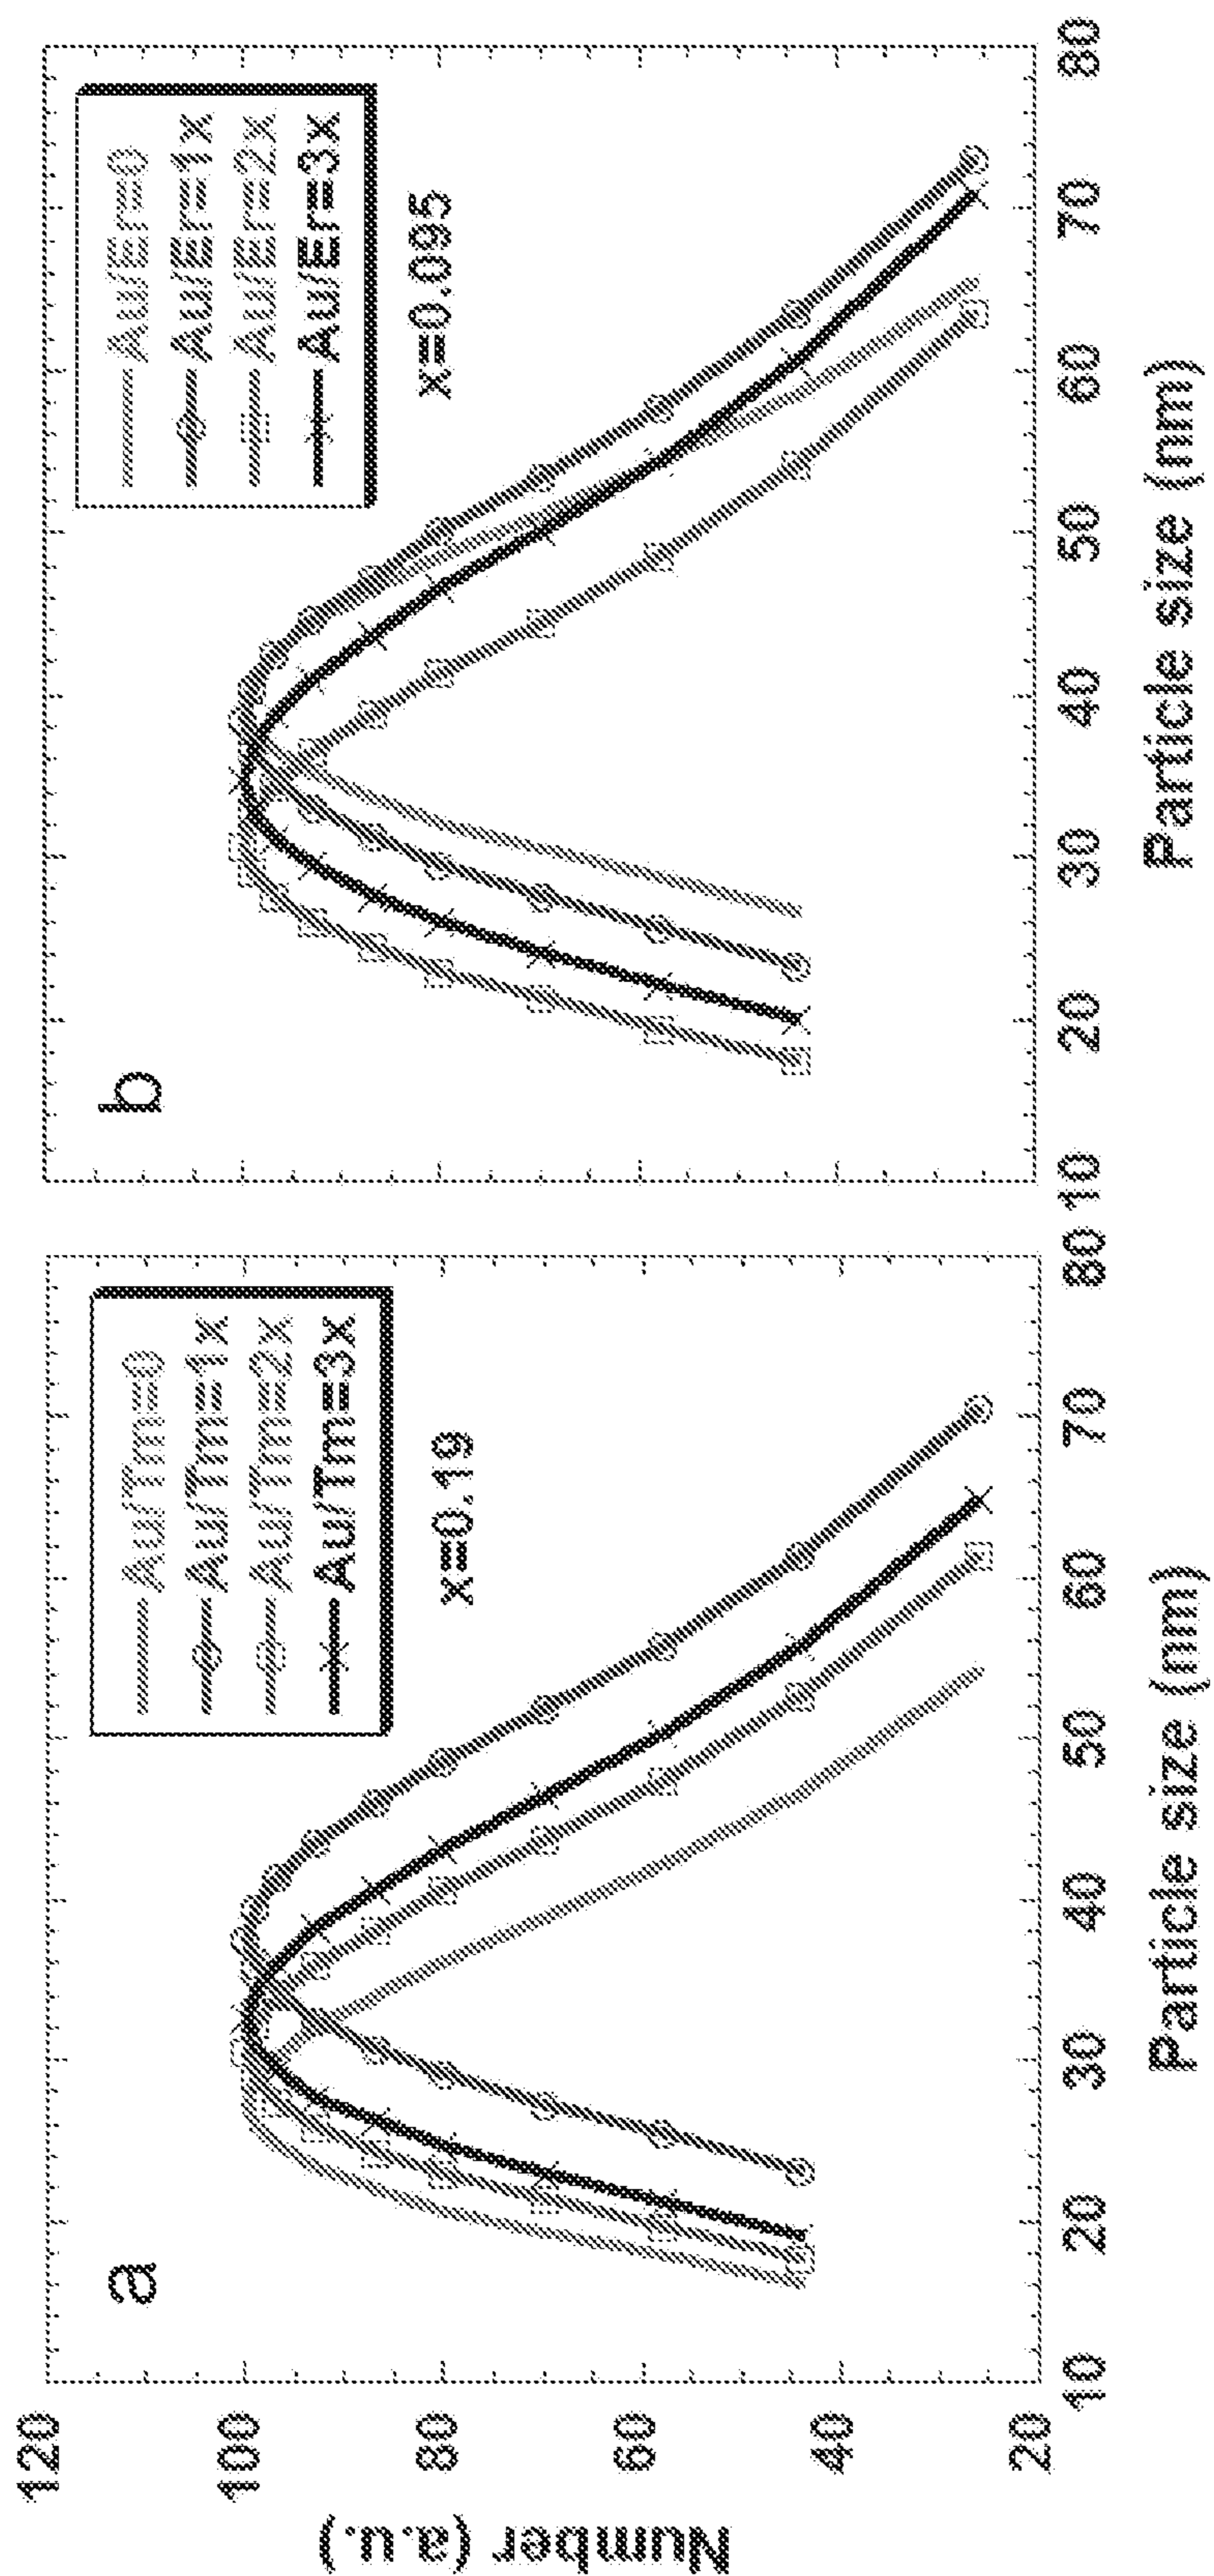 Number (a.u.)
120
100
80
60
40
20
a
Au/Tm=0
Au/Tm=1x
Au/Tm=2x
Au/Tm=3x
x=0.19
10 20 30 40 50 60 70 80
Particle size (nm)
b
Au/Er=0
Au/Er=1x
Au/Er=2x
Au/Er=3x
x=0.095
10 20 30 40 50 60 70 80
Particle size (nm)